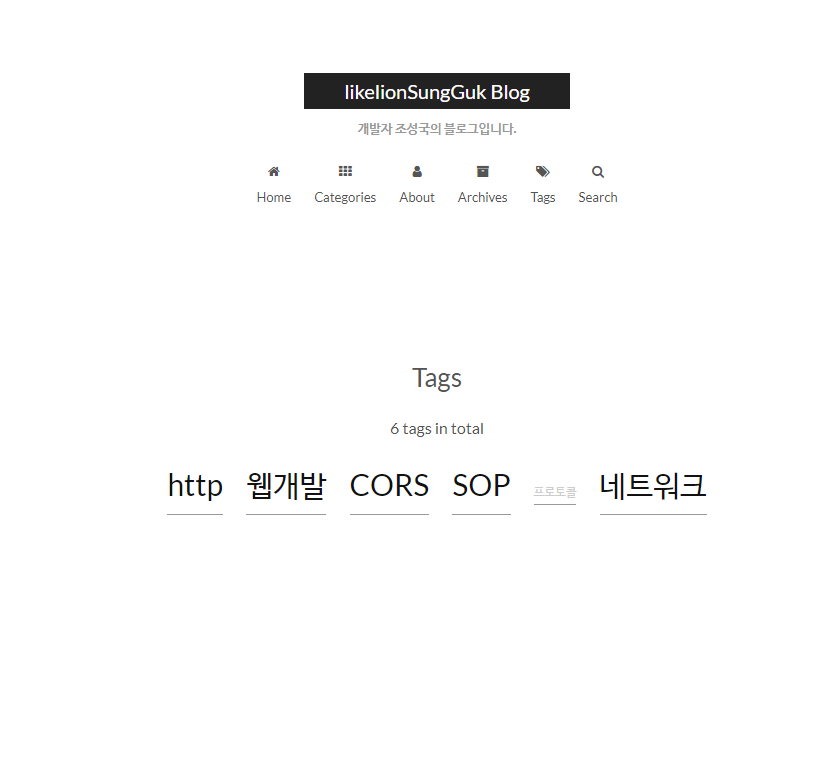 likelionSungGuk Blog
개발자 조성국의 블로그입니다.
Home Categories About Archives Tags Search
Tags
6 tags in total
http 웹개발 CORS SOP 프로토콜 네트워크